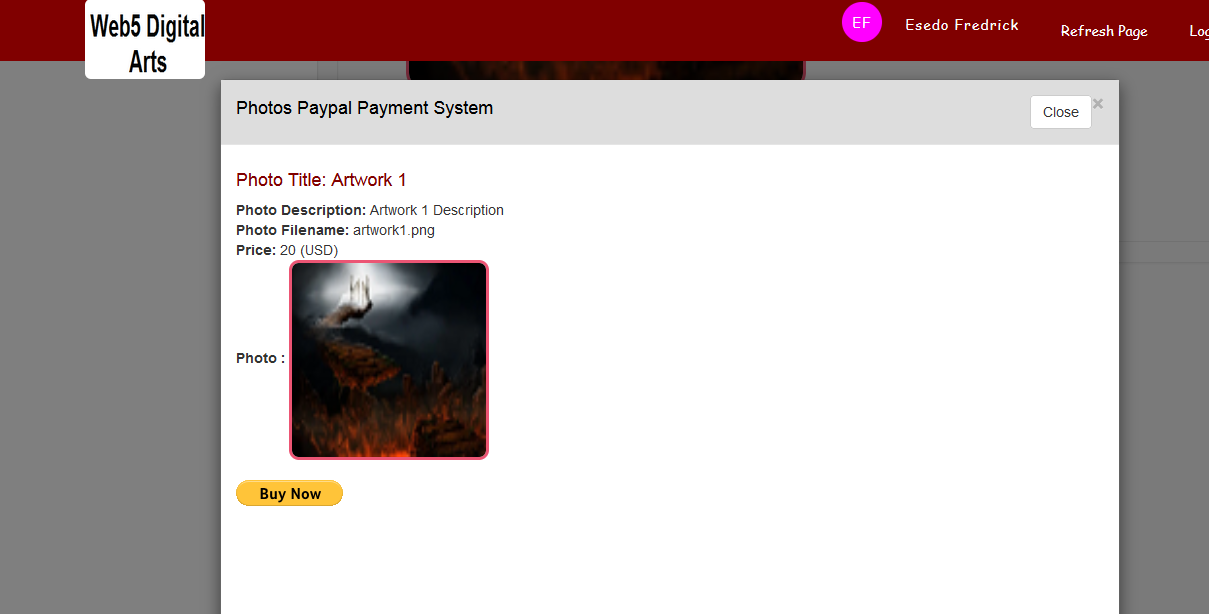 Web5 Digital
Arts
EF
Esedo Fredrick
Refresh Page
Photos Paypal Payment System
Close
×
Photo Title: Artwork 1
Photo Description: Artwork 1 Description
Photo Filename: artwork1.png
Price: 20 (USD)
Photo :
Buy Now